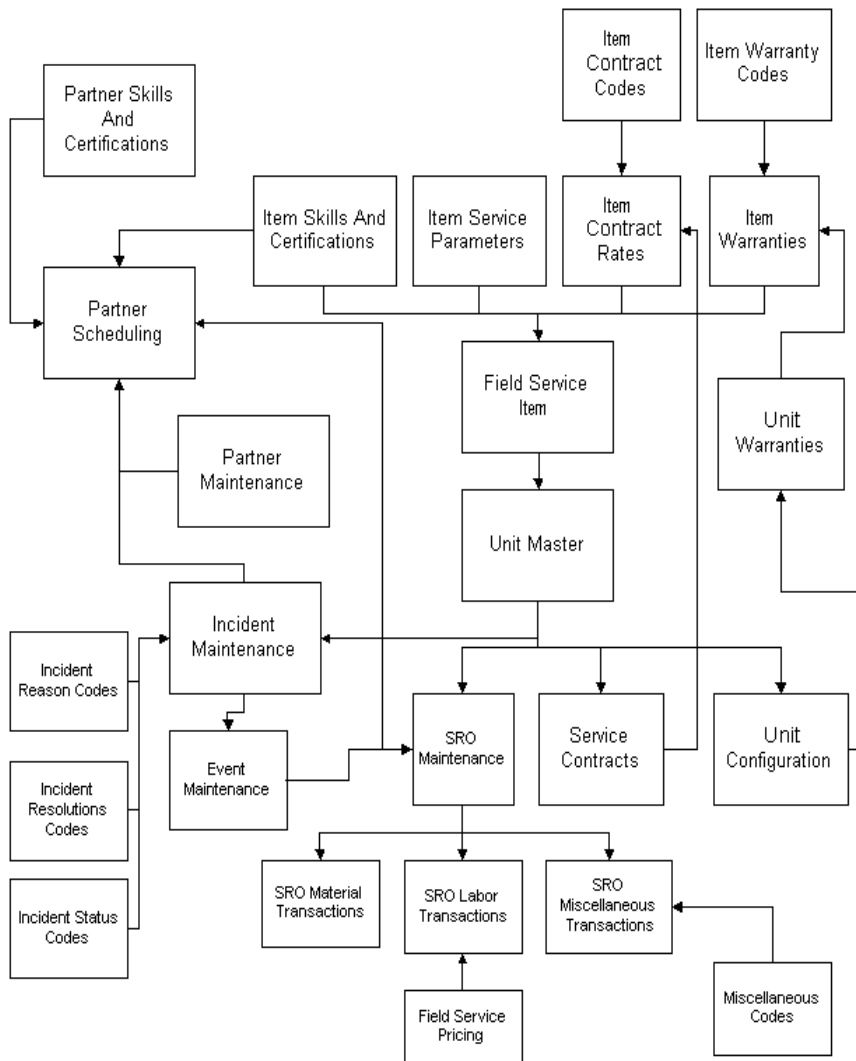 Item
Contract
Codes
Item Warranty
Codes
Partner Skills
And
Certifications
Item Skills And
Certifications
Item Service
Parameters
Item
Contract
Rates
Item
Warranties
Partner
Scheduling
Field Service
Item
Unit
Warranties
Partner
Maintenance
Unit Master
Incident
Maintenance
Incident
Reason Codes
SRO
Maintenance
Service
Contracts
Unit
Configuration
Event
Maintenance
Incident
Resolutions
Codes
SRO Material
Transactions
SRO Labor
Transactions
SRO
Miscellaneous
Transactions
Incident Status
Codes
Field Service
Pricing
Miscellaneous
Codes